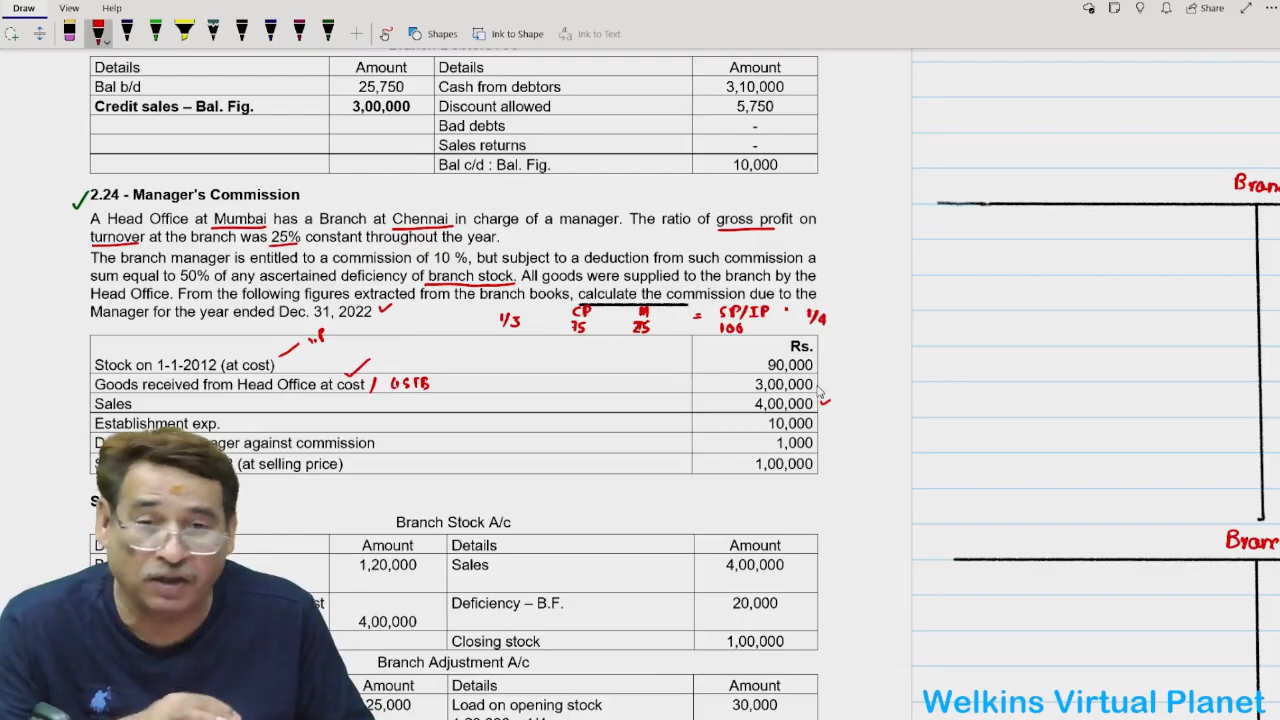 Draw View Help
Share
Shapes Ink to Shape Ink to Text
Details Amount Details Amount
Bal b/d 25,750 Cash from debtors 3,10,000
Credit sales – Bal. Fig. 3,00,000 Discount allowed 5,750
Bad debts -
Sales returns -
Bal c/d : Bal. Fig. 10,000
2.24 - Manager's Commission
A Head Office at Mumbai has a Branch at Chennai in charge of a manager. The ratio of gross profit on
turnover at the branch was 25% constant throughout the year.
The branch manager is entitled to a commission of 10 %, but subject to a deduction from such commission a
sum equal to 50% of any ascertained deficiency of branch stock. All goods were supplied to the branch by the
Head Office. From the following figures extracted from the branch books, calculate the commission due to the
Manager for the year ended Dec. 31, 2022
1/3 CP M = SP/IP 1/4
75 25 100
Rs.
Stock on 1-1-2012 (at cost) 90,000
Goods received from Head Office at cost / GSTB 3,00,000
Sales 4,00,000
Establishment exp. 10,000
ager against commission 1,000
(at selling price) 1,00,000
Branch Stock A/c
Amount Details Amount
1,20,000 Sales 4,00,000
Deficiency – B.F. 20,000
4,00,000
Closing stock 1,00,000
Branch Adjustment A/c
Amount Details Amount
25,000 Load on opening stock 30,000
Bran
Bran
Welkins Virtual Planet